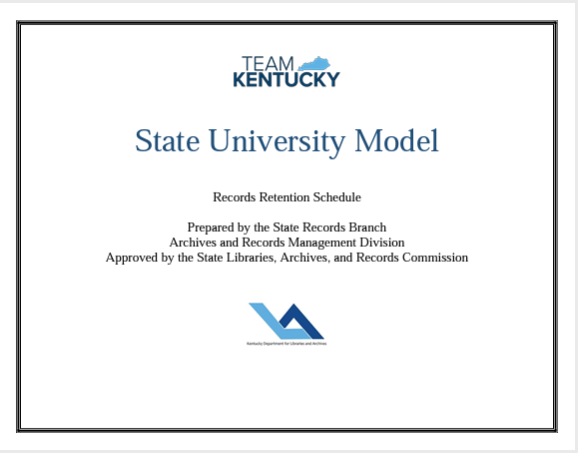 TEAM
KENTUCKY
State University Model
Records Retention Schedule
Prepared by the State Records Branch
Archives and Records Management Division
Approved by the State Libraries, Archives, and Records Commission
Kentucky Department for Libraries and Archives